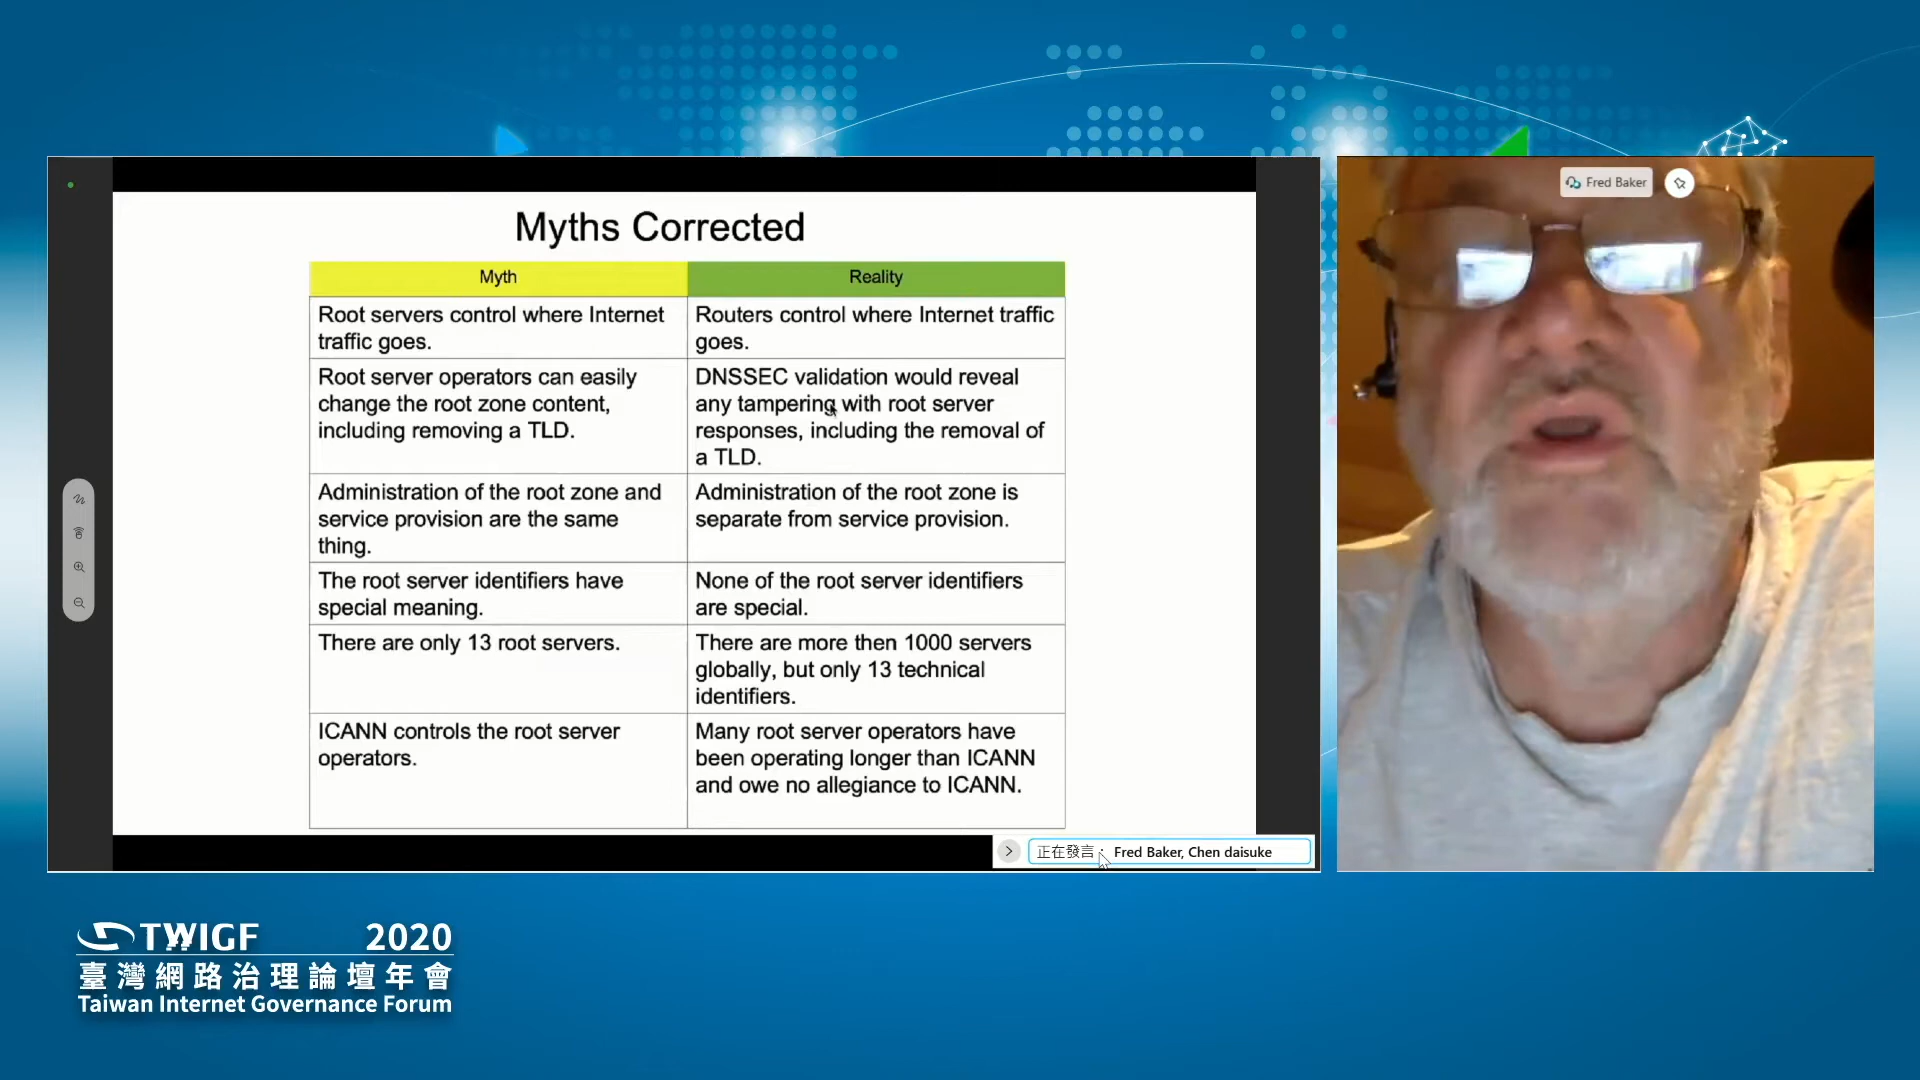 Myths Corrected
Myth
Reality
Root servers control where Internet
traffic goes.
Routers control where Internet traffic
goes.
Root server operators can easily
change the root zone content,
including removing a TLD.
DNSSEC validation would reveal
any tampering with root server
responses, including the removal of
a TLD.
Administration of the root zone and
service provision are the same
thing.
Administration of the root zone is
separate from service provision.
The root server identifiers have
special meaning.
None of the root server identifiers
are special.
There are only 13 root servers.
There are more then 1000 servers
globally, but only 13 technical
identifiers.
ICANN controls the root server
operators.
Many root server operators have
been operating longer than ICANN
and owe no allegiance to ICANN.
正在發言： Fred Baker, Chen daisuke
Fred Baker
TWIGF 2020
臺灣網路治理論壇年會
Taiwan Internet Governance Forum